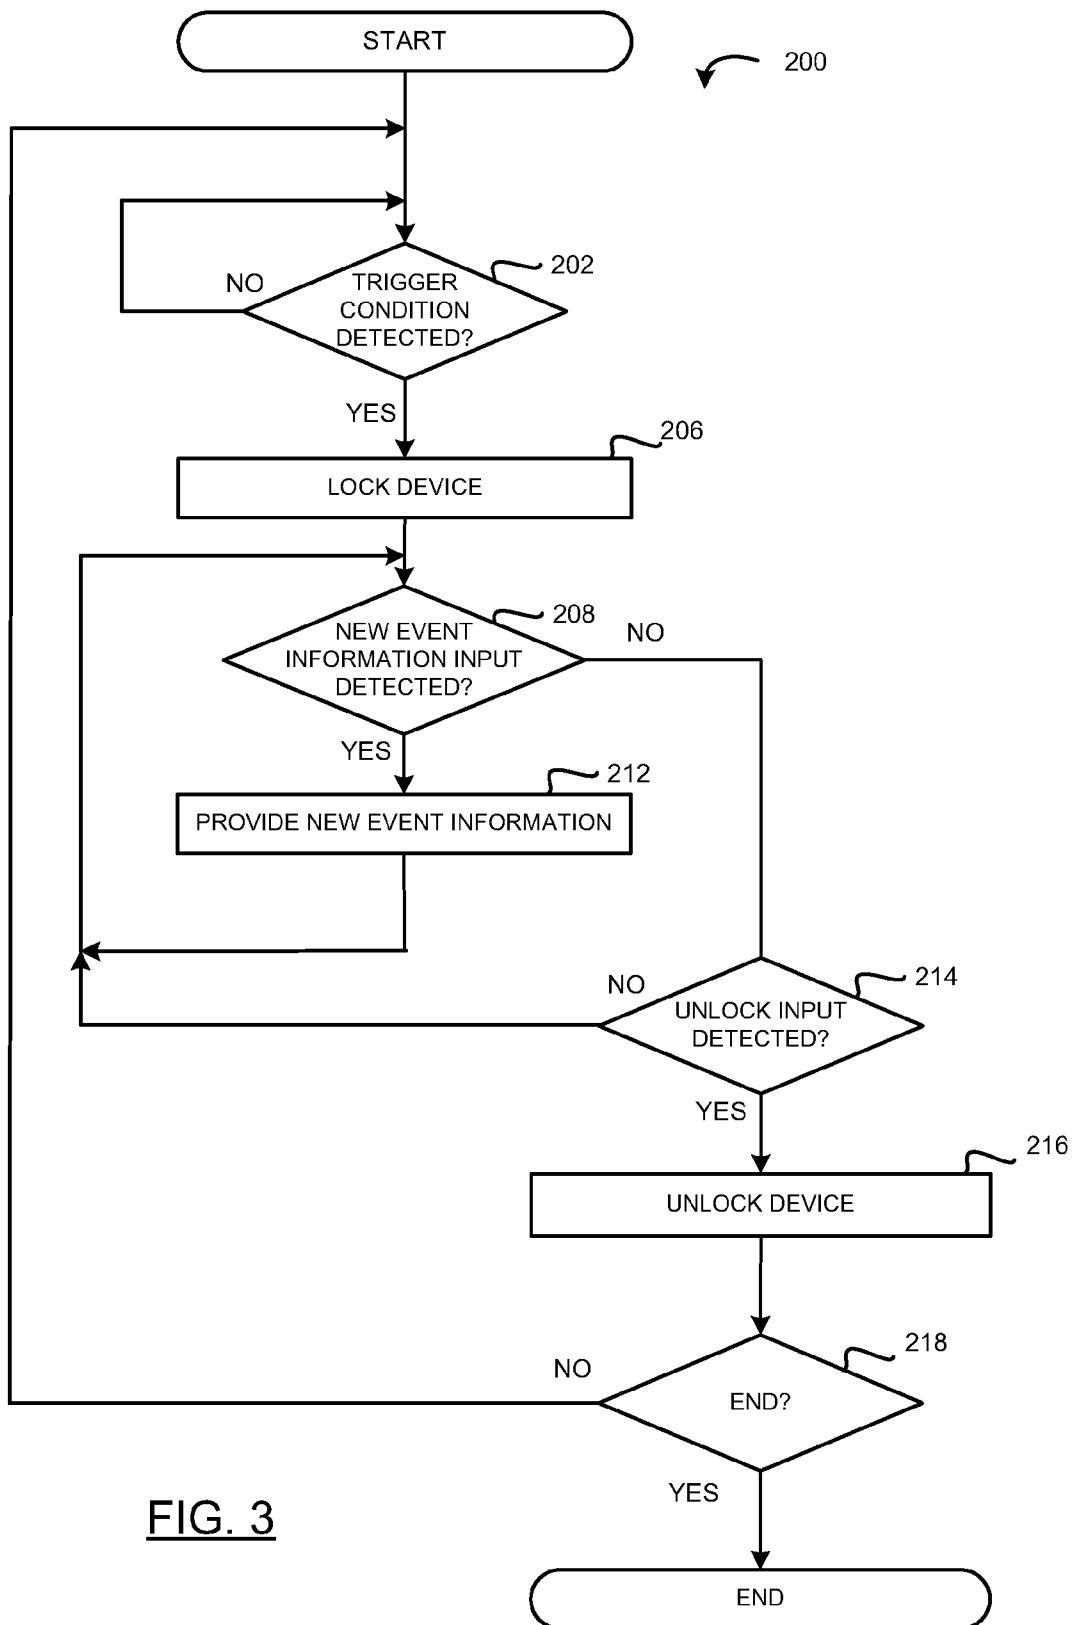 START
200
NO
TRIGGER
CONDITION
DETECTED?
202
YES
206
LOCK DEVICE
NEW EVENT
INFORMATION INPUT
DETECTED?
208
NO
YES
212
PROVIDE NEW EVENT INFORMATION
NO
UNLOCK INPUT
DETECTED?
214
YES
216
UNLOCK DEVICE
NO
END?
218
YES
FIG. 3
END